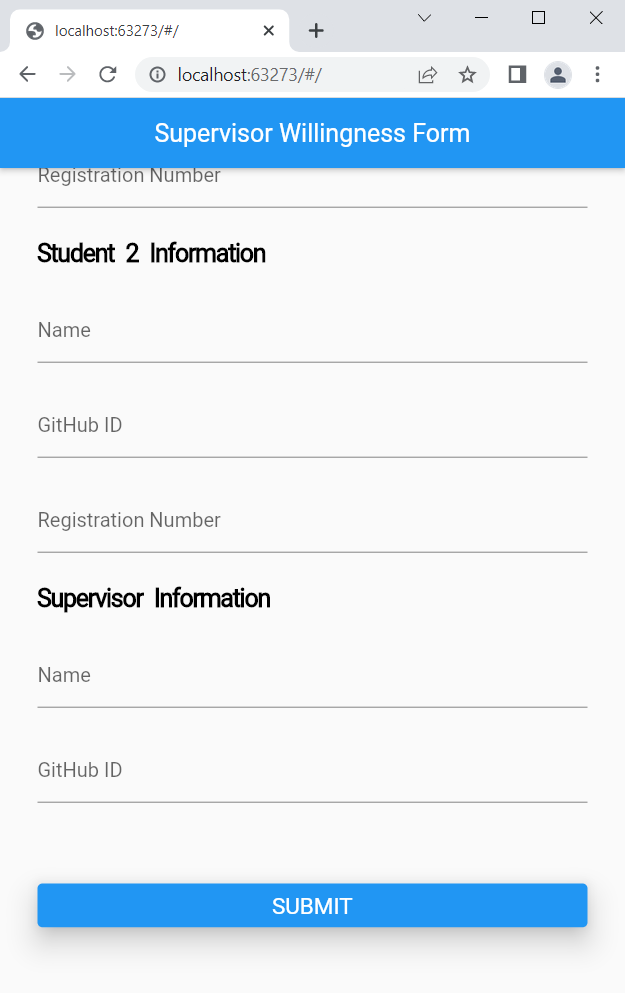 localhost:63273/#/
localhost:63273/#/
Supervisor Willingness Form
Registration Number
Student 2 Information
Name
GitHub ID
Registration Number
Supervisor Information
Name
GitHub ID
SUBMIT